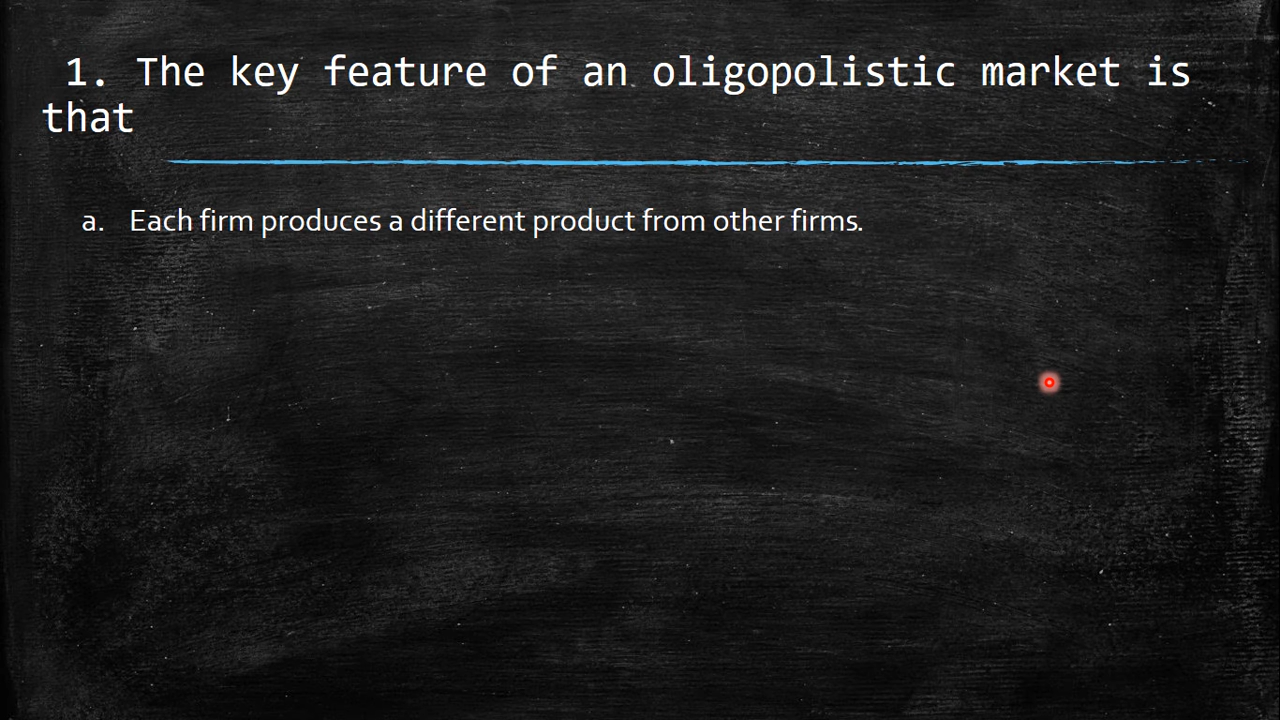 1. The key feature of an oligopolistic market is
that
a. Each firm produces a different product from other firms.